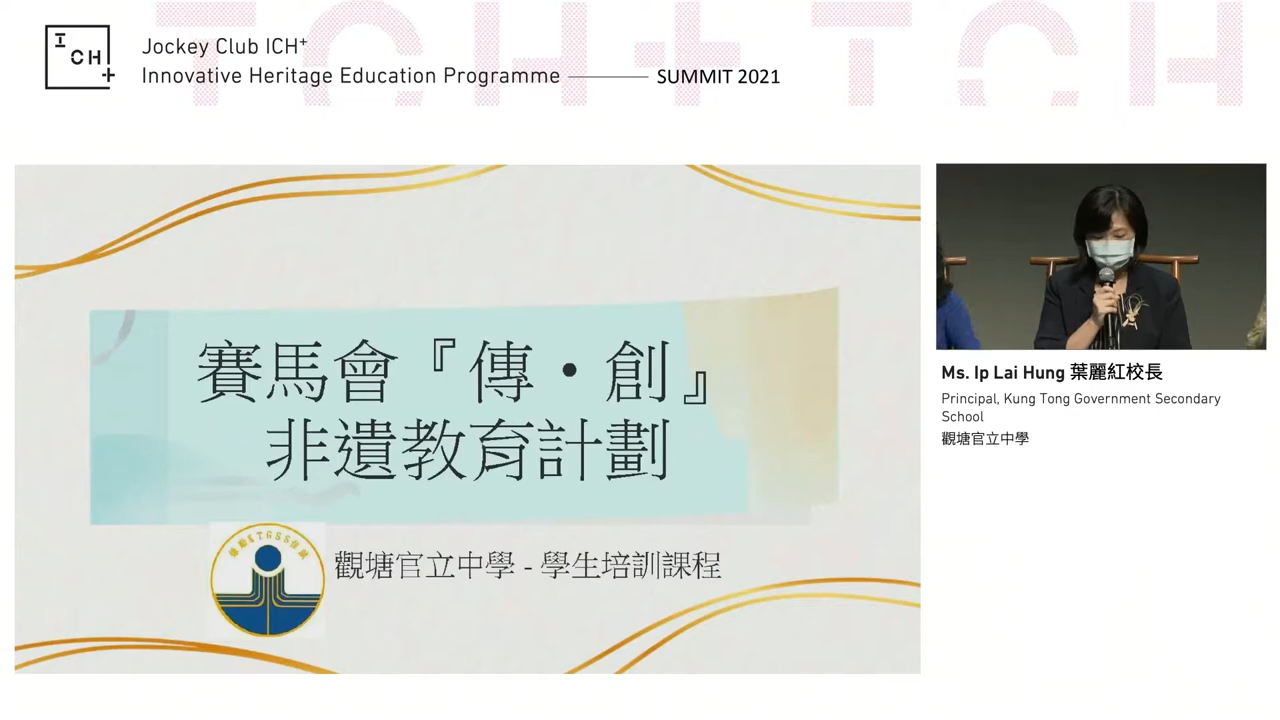 I
CH
+
Jockey Club ICH+
Innovative Heritage Education Programme
SUMMIT 2021
賽馬會『傳・創』
非遺教育計劃
觀塘官立中學 - 學生培訓課程
KTGSS
Ms. Ip Lai Hung 葉麗紅校長
Principal, Kung Tong Government Secondary
School
觀塘官立中學